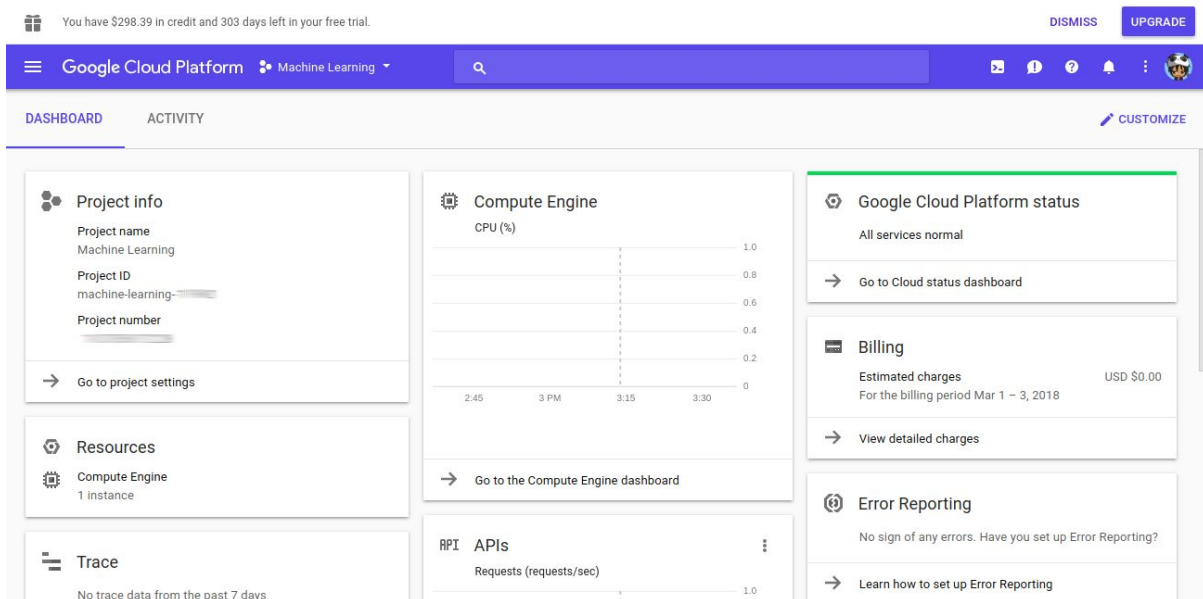 You have $298.39 in credit and 303 days left in your free trial.
DISMISS
UPGRADE
Google Cloud Platform
Machine Learning
DASHBOARD
ACTIVITY
CUSTOMIZE
Project info
Project name
Machine Learning
Project ID
machine-learning-
Project number
Go to project settings
Resources
Compute Engine
1 instance
Trace
No trace data from the past 7 days
Compute Engine
CPU (%)
1.0
0.8
0.6
0.4
0.2
0
2:45 3 PM 3:15 3:30
Go to the Compute Engine dashboard
API APIs
Requests (requests/sec)
1.0
Google Cloud Platform status
All services normal
Go to Cloud status dashboard
Billing
Estimated charges USD $0.00
For the billing period Mar 1 – 3, 2018
View detailed charges
Error Reporting
No sign of any errors. Have you set up Error Reporting?
Learn how to set up Error Reporting